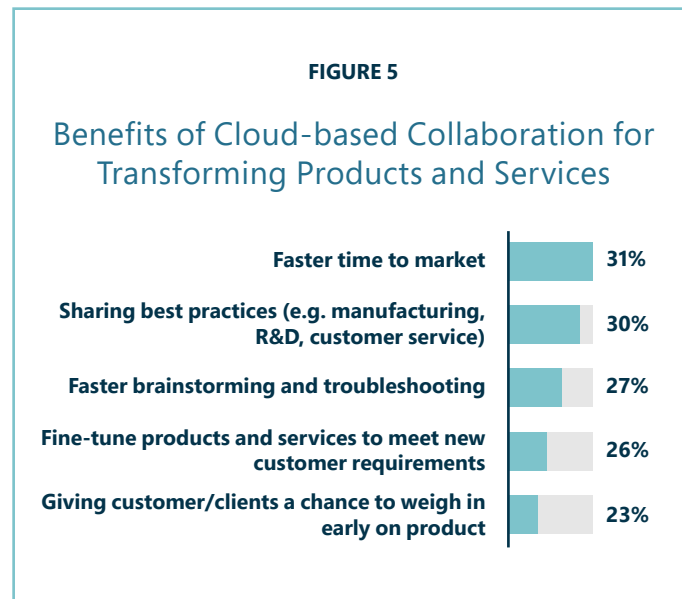 FIGURE 5
Benefits of Cloud-based Collaboration for
Transforming Products and Services
Faster time to market 31%
Sharing best practices (e.g. manufacturing,
R&D, customer service) 30%
Faster brainstorming and troubleshooting 27%
Fine-tune products and services to meet new
customer requirements 26%
Giving customer/clients a chance to weigh in
early on product 23%